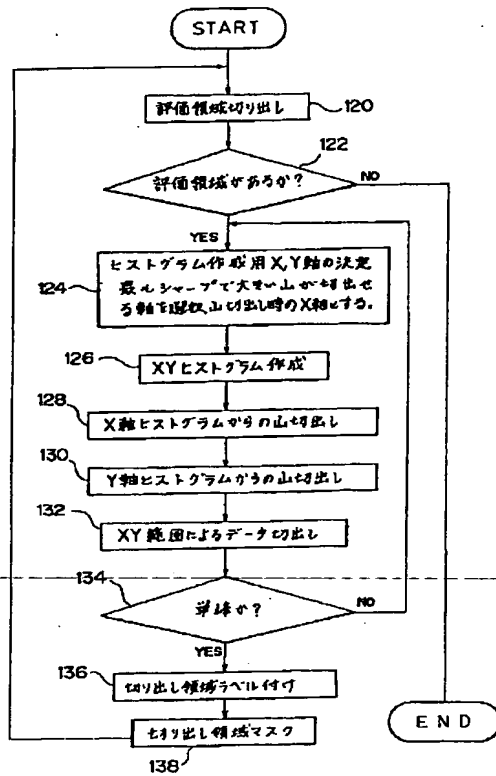 START
評価領域切り出し
120
122
評価領域があるか?
NO
YES
ヒストグラム作成用X,Y軸の決定
最もシャープで大きい山が切出せ
る軸を選択、山切出し時のX軸とする。
124
126
XYヒストグラム作成
128
X軸ヒストグラムからの山切出し
130
Y軸ヒストグラムからの山切出し
132
XY範囲によるデータ切出し
134
単峰か?
NO
YES
136
切り出し領域ラベル付け
切り出し領域マスク
138
END